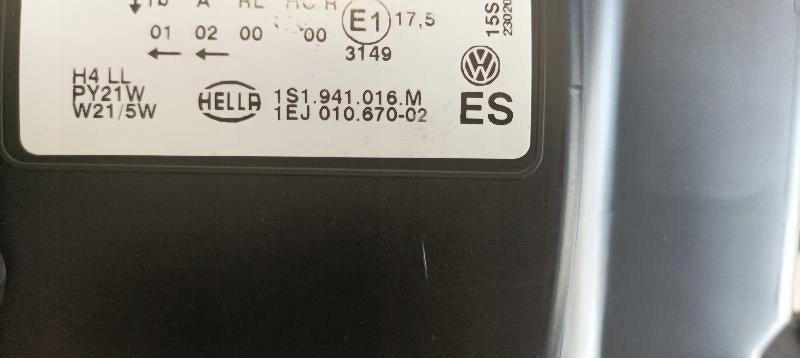 E1 17,5
01 02 00 00
3149
H4 LL
PY21W
W21/5W
HELLA
1S1.941.016.M
1EJ 010.670-02
15S
VW
ES